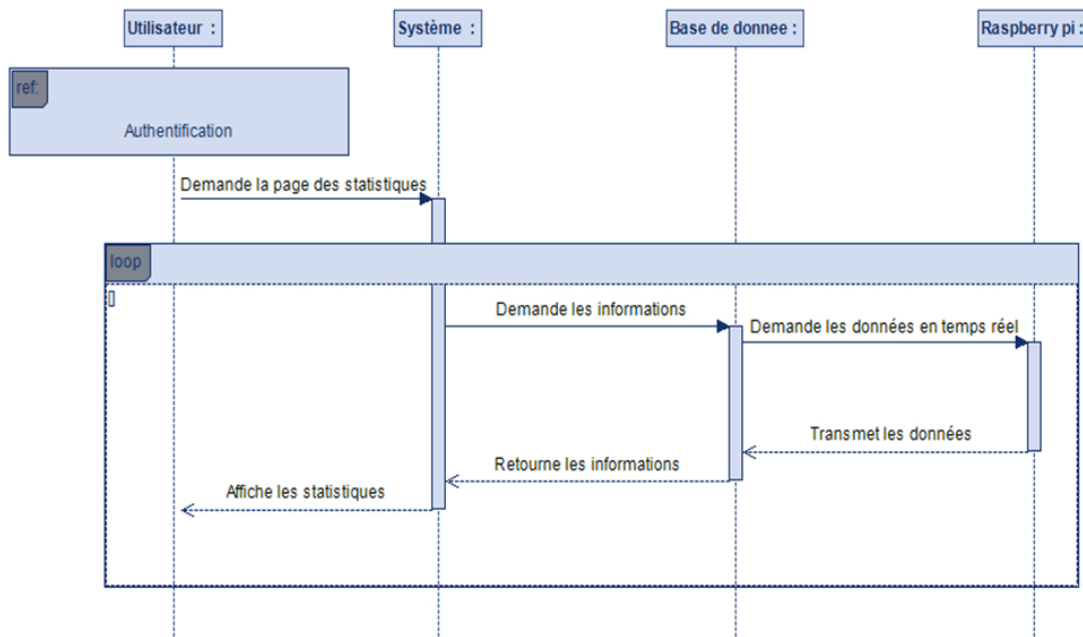 Utilisateur :
Système :
Base de donnee :
Raspberry pi :
ref:
Authentification
Demande la page des statistiques
loop
[]
Demande les informations
Demande les données en temps réel
Transmet les données
Retourne les informations
Affiche les statistiques